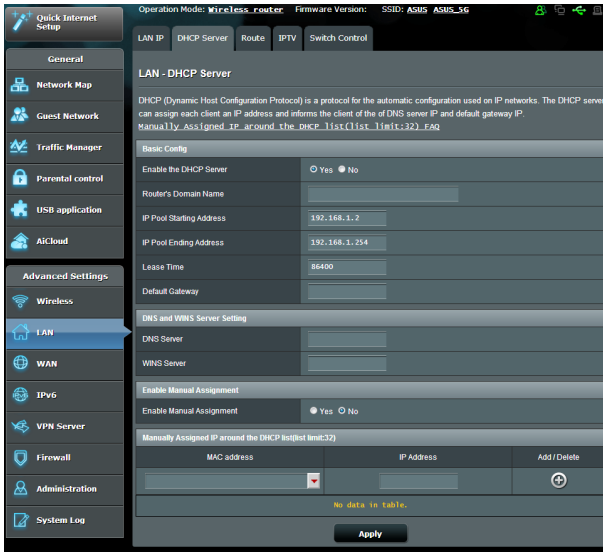 Quick Internet
Setup
General
Network Map
Guest Network
Traffic Manager
Parental control
USB application
AiCloud
Advanced Settings
Wireless
LAN
WAN
IPv6
VPN Server
Firewall
Administration
System Log
Operation Mode: Wireless router Firmware Version: SSID: ASUS ASUS_5G
LAN IP DHCP Server Route IPTV Switch Control
LAN - DHCP Server
DHCP (Dynamic Host Configuration Protocol) is a protocol for the automatic configuration used on IP networks. The DHCP server
can assign each client an IP address and informs the client of the of DNS server IP and default gateway IP.
Manually Assigned IP around the DHCP list(list limit:32) FAQ
Basic Config
Enable the DHCP Server Yes No
Router's Domain Name
IP Pool Starting Address 192.168.1.2
IP Pool Ending Address 192.168.1.254
Lease Time 86400
Default Gateway
DNS and WINS Server Setting
DNS Server
WINS Server
Enable Manual Assignment
Enable Manual Assignment Yes No
Manually Assigned IP around the DHCP list(list limit:32)
MAC address IP Address Add / Delete
No data in table.
Apply